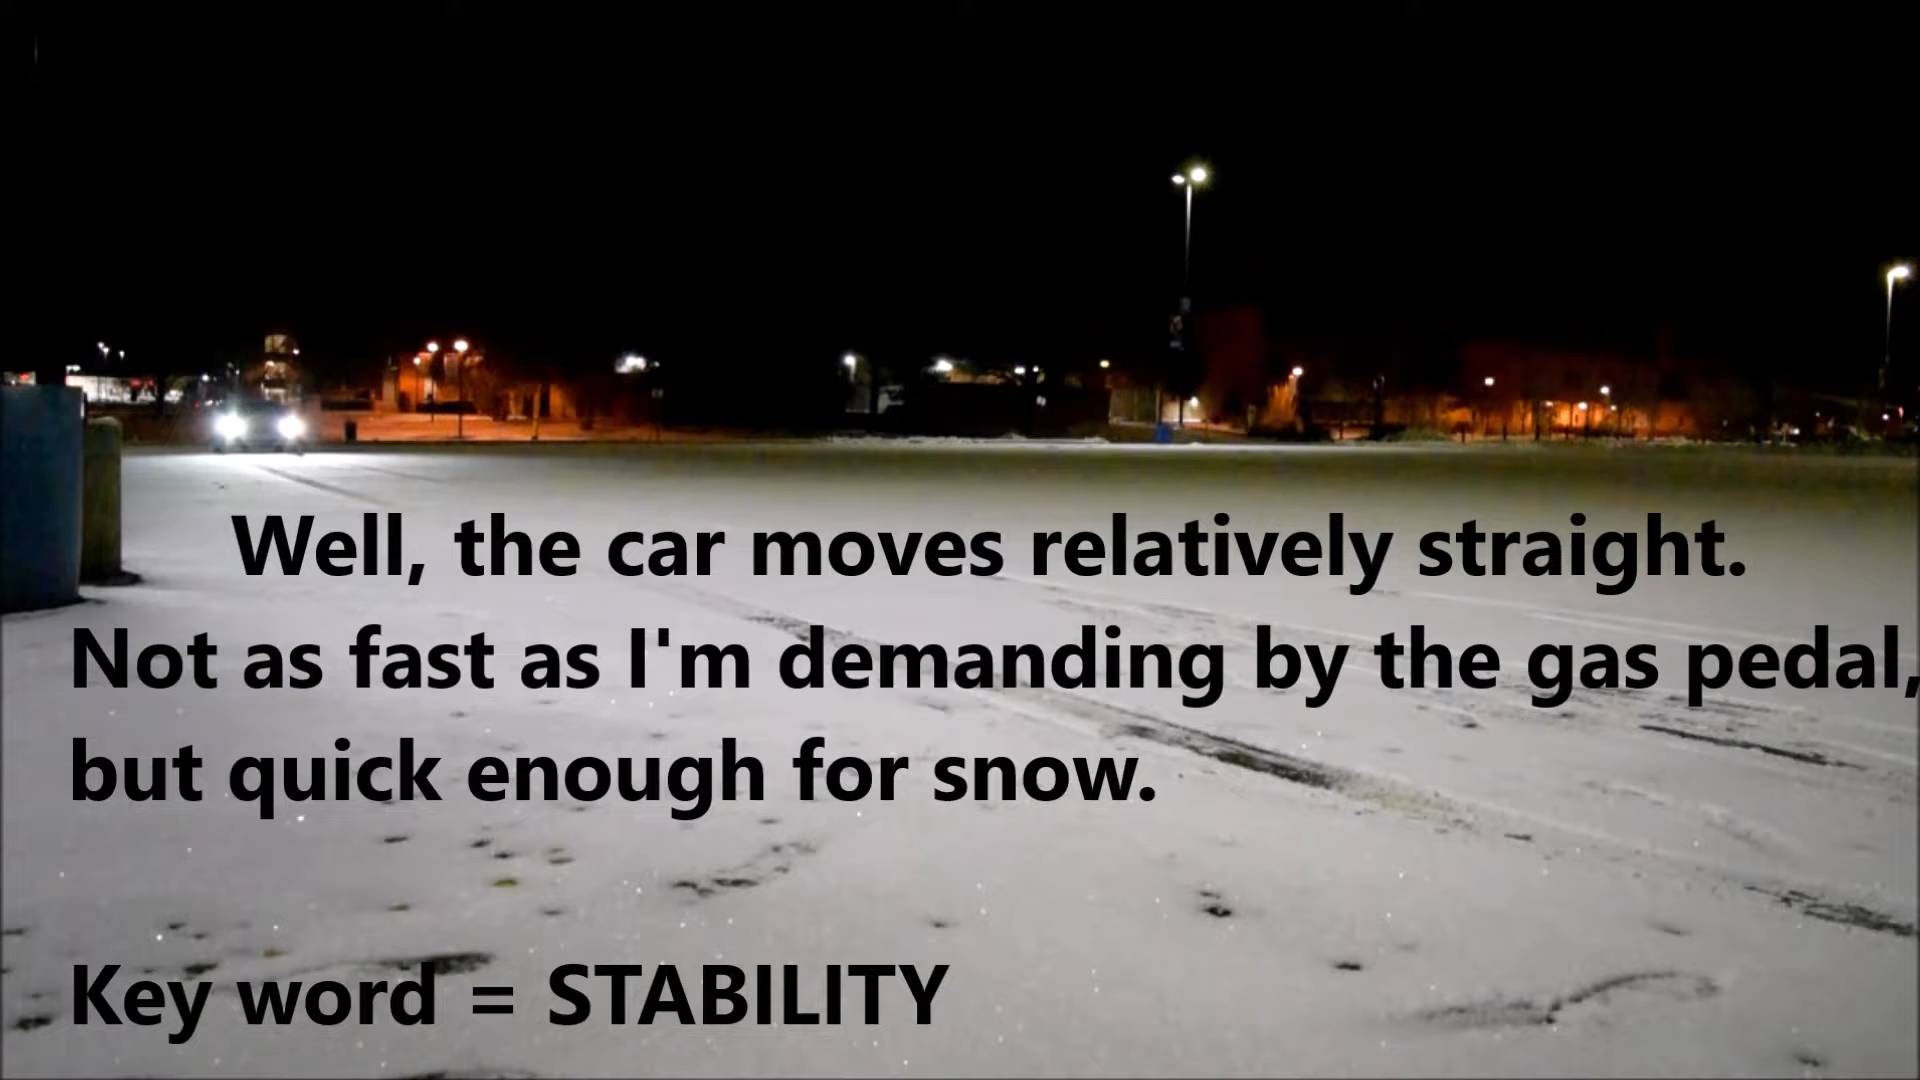 Well, the car moves relatively straight.
Not as fast as I'm demanding by the gas pedal,
but quick enough for snow.
Key word = STABILITY